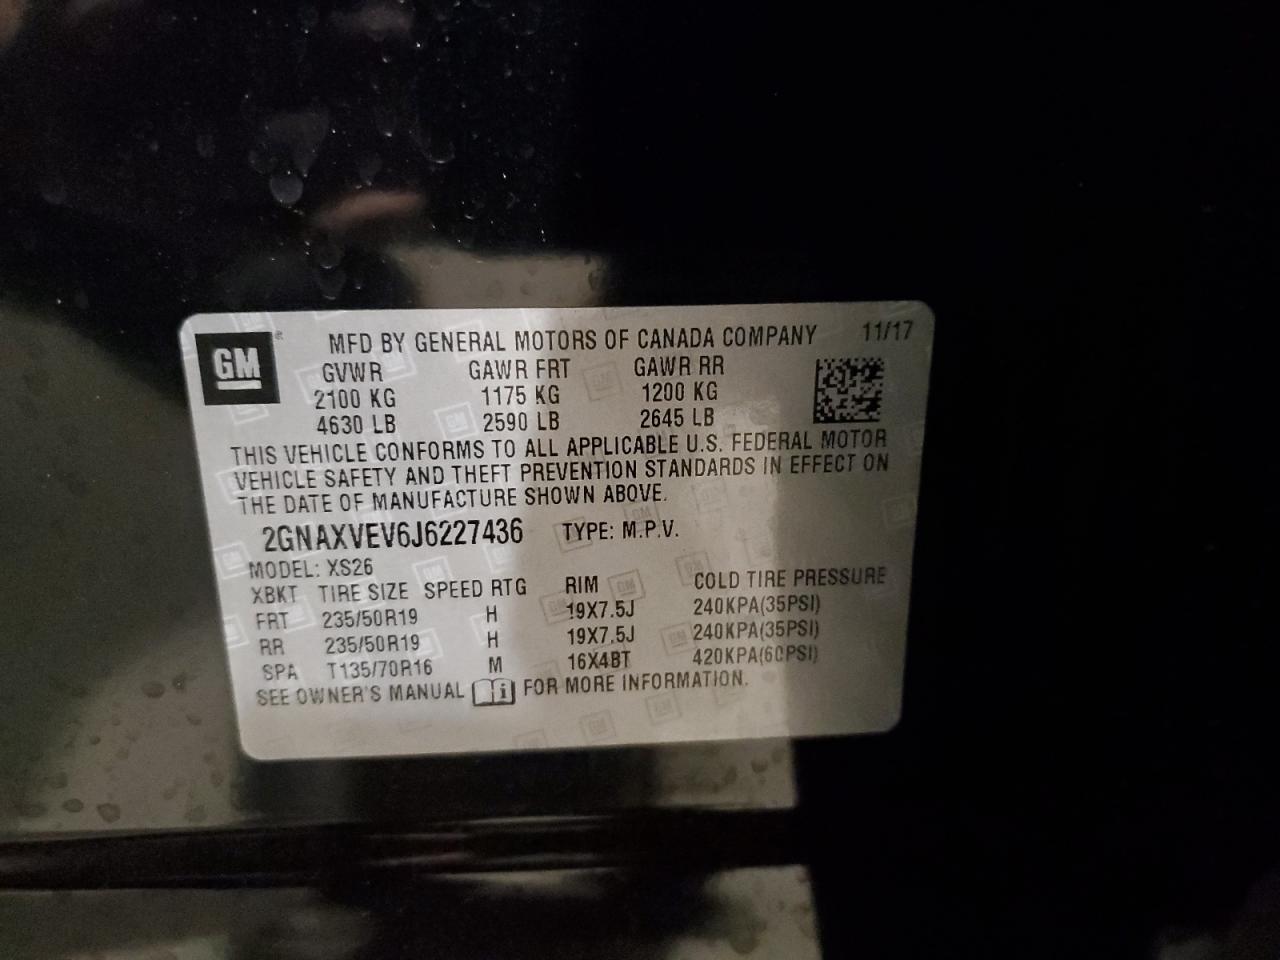 GM
MFD BY GENERAL MOTORS OF CANADA COMPANY 11/17
GVWR GAWR FRT GAWR RR
2100 KG 1175 KG 1200 KG
4630 LB 2590 LB 2645 LB
THIS VEHICLE CONFORMS TO ALL APPLICABLE U.S. FEDERAL MOTOR
VEHICLE SAFETY AND THEFT PREVENTION STANDARDS IN EFFECT ON
THE DATE OF MANUFACTURE SHOWN ABOVE.
2GNAXVEV6J6227436 TYPE: M.P.V.
MODEL: XS26
XBKT TIRE SIZE SPEED RTG RIM COLD TIRE PRESSURE
FRT 235/50R19 H 19X7.5J 240KPA(35PSI)
RR 235/50R19 H 19X7.5J 240KPA(35PSI)
SPA T135/70R16 M 16X4BT 420KPA(60PSI)
SEE OWNER'S MANUAL i FOR MORE INFORMATION.